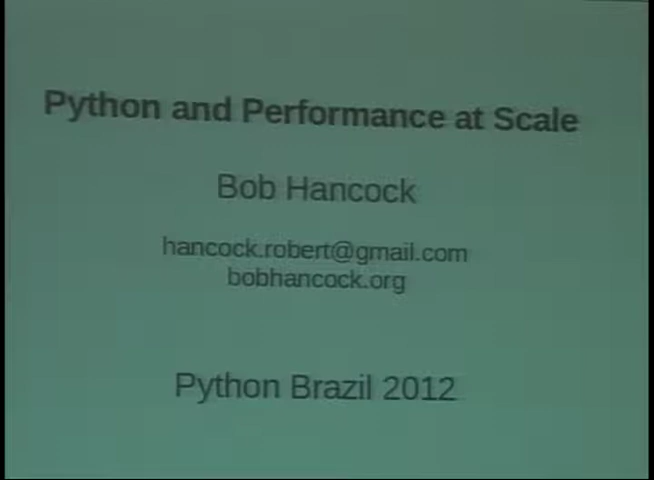 Python and Performance at Scale
Bob Hancock
hancock.robert@gmail.com
bobhancock.org
Python Brazil 2012